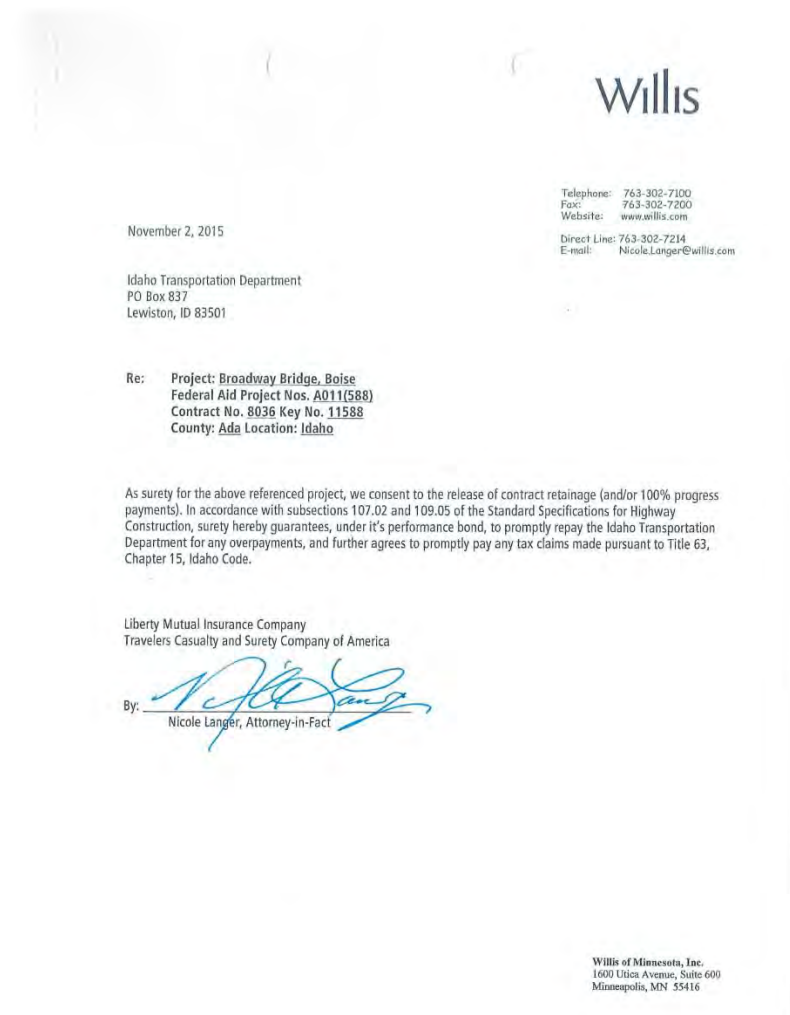 Willis
Telephone: 763-302-7100
Fax: 763-302-7200
Website: www.willis.com
Direct Line: 763-302-7214
E-mail: Nicole.Langer@willis.com
November 2, 2015
Idaho Transportation Department
PO Box 837
Lewiston, ID 83501
Re: Project: Broadway Bridge, Boise
Federal Aid Project Nos. A011(588)
Contract No. 8036 Key No. 11588
County: Ada Location: Idaho
As surety for the above referenced project, we consent to the release of contract retainage (and/or 100% progress
payments). In accordance with subsections 107.02 and 109.05 of the Standard Specifications for Highway
Construction, surety hereby guarantees, under it's performance bond, to promptly repay the Idaho Transportation
Department for any overpayments, and further agrees to promptly pay any tax claims made pursuant to Title 63,
Chapter 15, Idaho Code.
Liberty Mutual Insurance Company
Travelers Casualty and Surety Company of America
By:
Nicole Langer, Attorney-in-Fact
Willis of Minnesota, Inc.
1600 Utica Avenue, Suite 600
Minneapolis, MN 55416